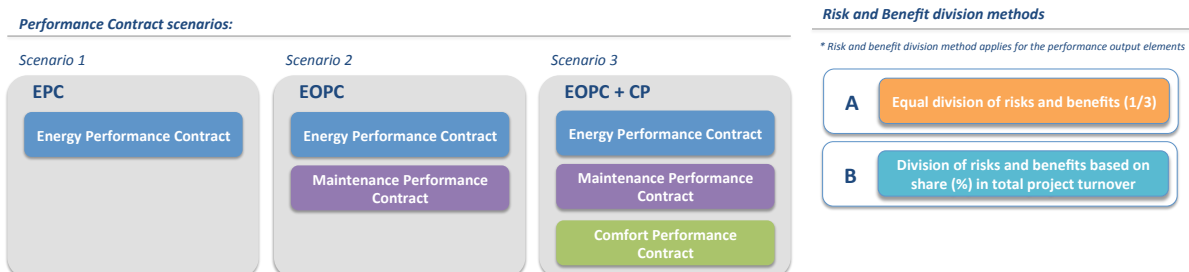 Performance Contract scenarios:
Scenario 1
EPC
Energy Performance Contract
Scenario 2
EOPC
Energy Performance Contract
Maintenance Performance
Contract
Scenario 3
EOPC + CP
Energy Performance Contract
Maintenance Performance
Contract
Comfort Performance
Contract
Risk and Benefit division methods
* Risk and benefit division method applies for the performance output elements
A
Equal division of risks and benefits (1/3)
B
Division of risks and benefits based on
share (%) in total project turnover